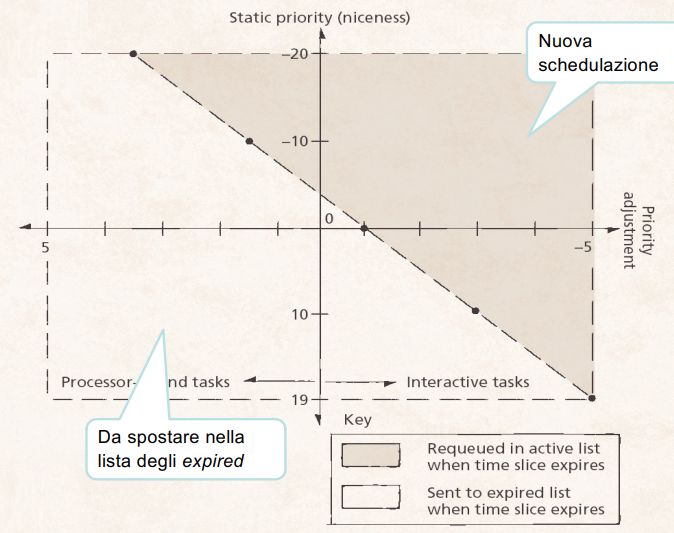 Static priority (niceness)
Nuova
schedulazione
–20
–10
0
5
–5
Priority
adjustment
10
Processor- nd tasks
Interactive tasks
19
Da spostare nella
lista degli expired
Key
Requeued in active list
when time slice expires
Sent to expired list
when time slice expires